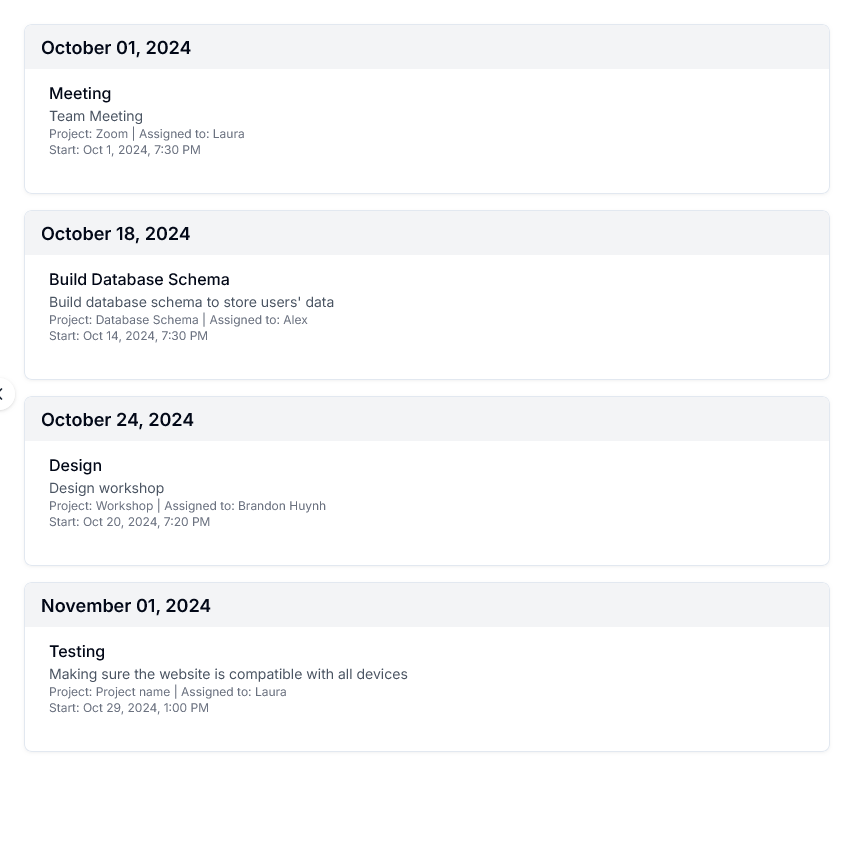 October 01, 2024
Meeting
Team Meeting
Project: Zoom | Assigned to: Laura
Start: Oct 1, 2024, 7:30 PM
October 18, 2024
Build Database Schema
Build database schema to store users' data
Project: Database Schema | Assigned to: Alex
Start: Oct 14, 2024, 7:30 PM
October 24, 2024
Design
Design workshop
Project: Workshop | Assigned to: Brandon Huynh
Start: Oct 20, 2024, 7:20 PM
November 01, 2024
Testing
Making sure the website is compatible with all devices
Project: Project name | Assigned to: Laura
Start: Oct 29, 2024, 1:00 PM